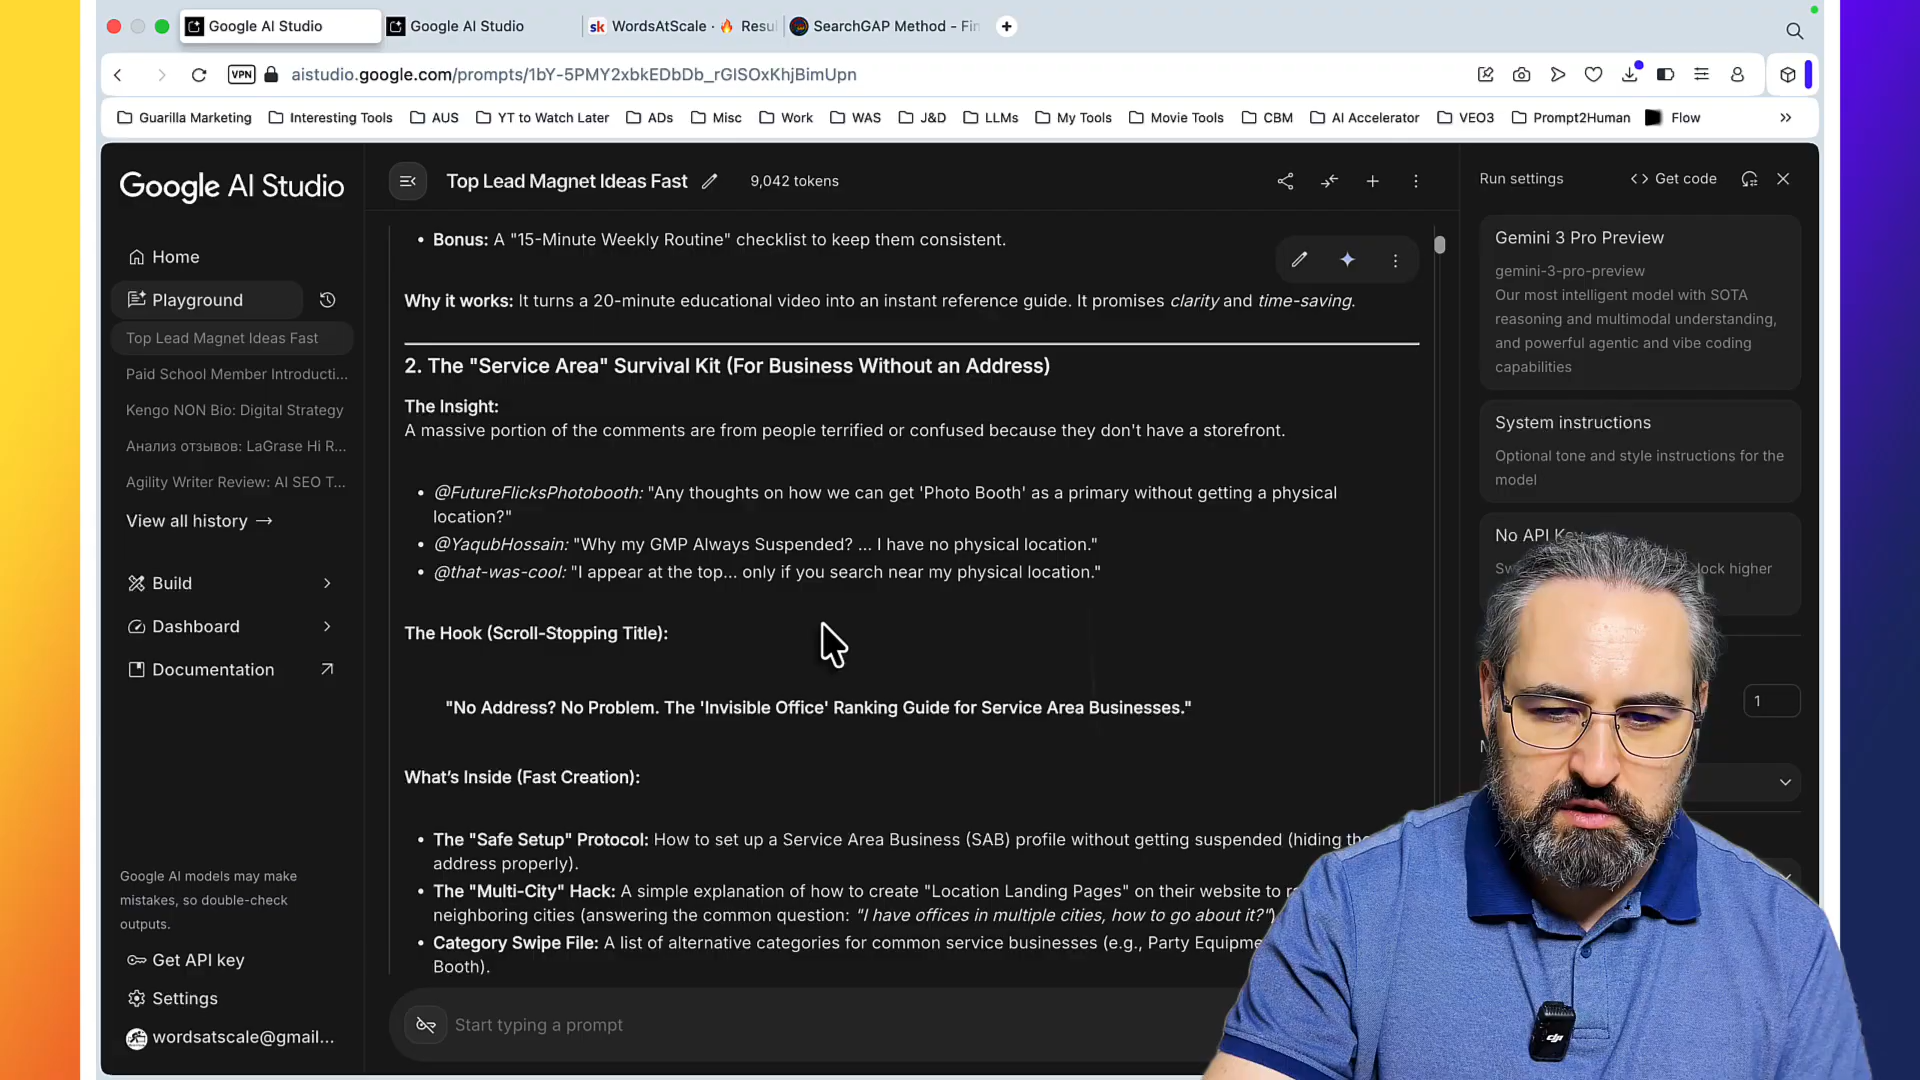 Google AI Studio
Google AI Studio
sk WordsAtScale · 🔥 Resu
SearchGAP Method - Fin
VPN
aistudio.google.com/prompts/1bY-5PMY2xbkEDbDb_rGlSOxKhjBimUpn
Guarilla Marketing
Interesting Tools
AUS
YT to Watch Later
ADs
Misc
Work
WAS
J&D
LLMs
My Tools
Movie Tools
CBM
AI Accelerator
VEO3
Prompt2Human
Flow
Google AI Studio
Home
Playground
Top Lead Magnet Ideas Fast
Paid School Member Introducti...
Kengo NON Bio: Digital Strategy
Анализ отзывов: LaGrase Hi R...
Agility Writer Review: AI SEO T...
View all history →
Build
Dashboard
Documentation
Google AI models may make
mistakes, so double-check
outputs.
Get API key
Settings
wordsatscale@gmail...
Top Lead Magnet Ideas Fast
9,042 tokens
• Bonus: A "15-Minute Weekly Routine" checklist to keep them consistent.
Why it works: It turns a 20-minute educational video into an instant reference guide. It promises clarity and time-saving.
2. The "Service Area" Survival Kit (For Business Without an Address)
The Insight:
A massive portion of the comments are from people terrified or confused because they don't have a storefront.
• @FutureFlicksPhotobooth: "Any thoughts on how we can get 'Photo Booth' as a primary without getting a physical
location?"
• @YaqubHossain: "Why my GMP Always Suspended? ... I have no physical location."
• @that-was-cool: "I appear at the top... only if you search near my physical location."
The Hook (Scroll-Stopping Title):
"No Address? No Problem. The 'Invisible Office' Ranking Guide for Service Area Businesses."
What's Inside (Fast Creation):
• The "Safe Setup" Protocol: How to set up a Service Area Business (SAB) profile without getting suspended (hiding the
address properly).
• The "Multi-City" Hack: A simple explanation of how to create "Location Landing Pages" on their website to
neighboring cities (answering the common question: "I have offices in multiple cities, how to go about it?")
• Category Swipe File: A list of alternative categories for common service businesses (e.g., Party
Booth).
Start typing a prompt
Run settings
<> Get code
Gemini 3 Pro Preview
gemini-3-pro-preview
Our most intelligent model with SOTA
reasoning and multimodal understanding,
and powerful agentic and vibe coding
capabilities
System instructions
Optional tone and style instructions for the
model
No API
lock higher
1
dji